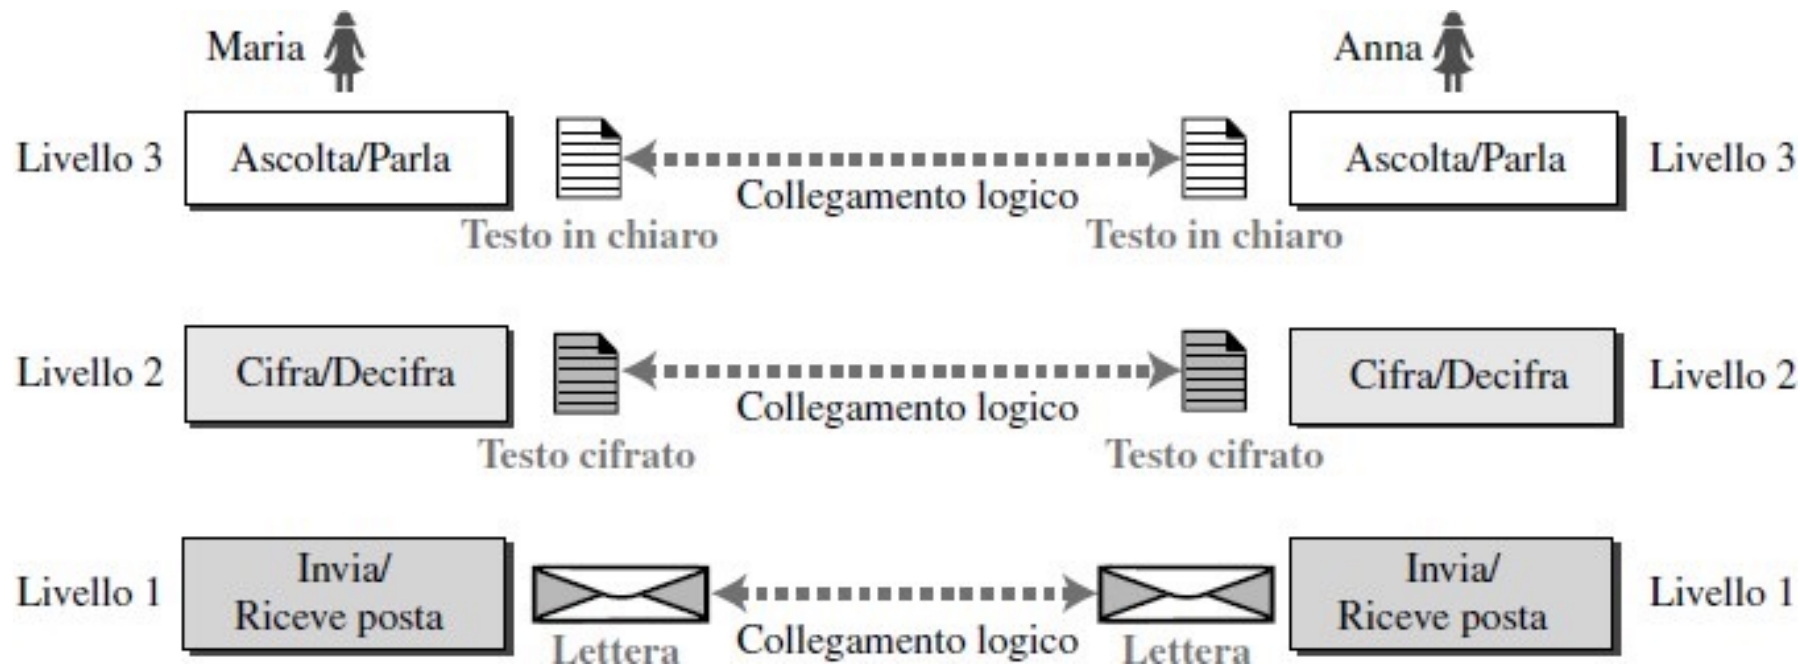 Maria Anna
Livello 3 Ascolta/Parla Ascolta/Parla Livello 3
Collegamento logico
Testo in chiaro Testo in chiaro
Livello 2 Cifra/Decifra Cifra/Decifra Livello 2
Collegamento logico
Testo cifrato Testo cifrato
Livello 1 Invia/ Riceve posta Invia/ Riceve posta Livello 1
Collegamento logico
Lettera Lettera